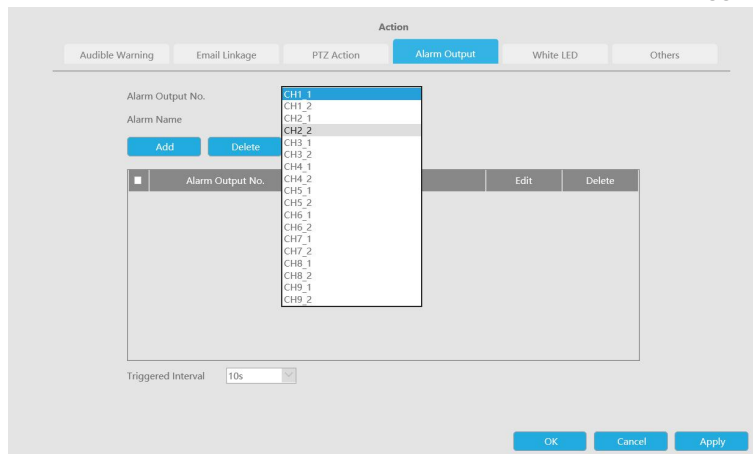 Action
Audible Warning Email Linkage PTZ Action Alarm Output White LED Others
Alarm Output No.
CH1_1
CH1_2
Alarm Name
CH2_1
CH2_2
Add Delete
CH3_1
CH3_2
CH4_1
Alarm Output No. Edit Delete
CH4_2
CH5_1
CH5_2
CH6_1
CH6_2
CH7_1
CH7_2
CH8_1
CH8_2
CH9_1
CH9_2
Triggered Interval 10s
OK Cancel Apply